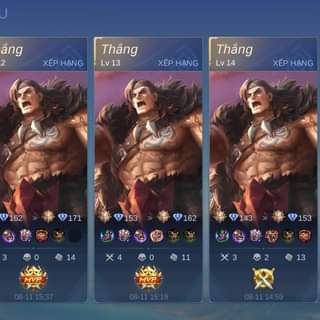 U
ắng
2
XẾP HẠNG
162 > 171
3 0 14
MVP
08-11 15:37
Thắng
Lv 13
XẾP HẠNG
153 > 162
4 0 11
MVP
08-11 15:19
Thắng
Lv 14
XẾP HẠNG
143 > 153
3 2 13
08-11 14:59